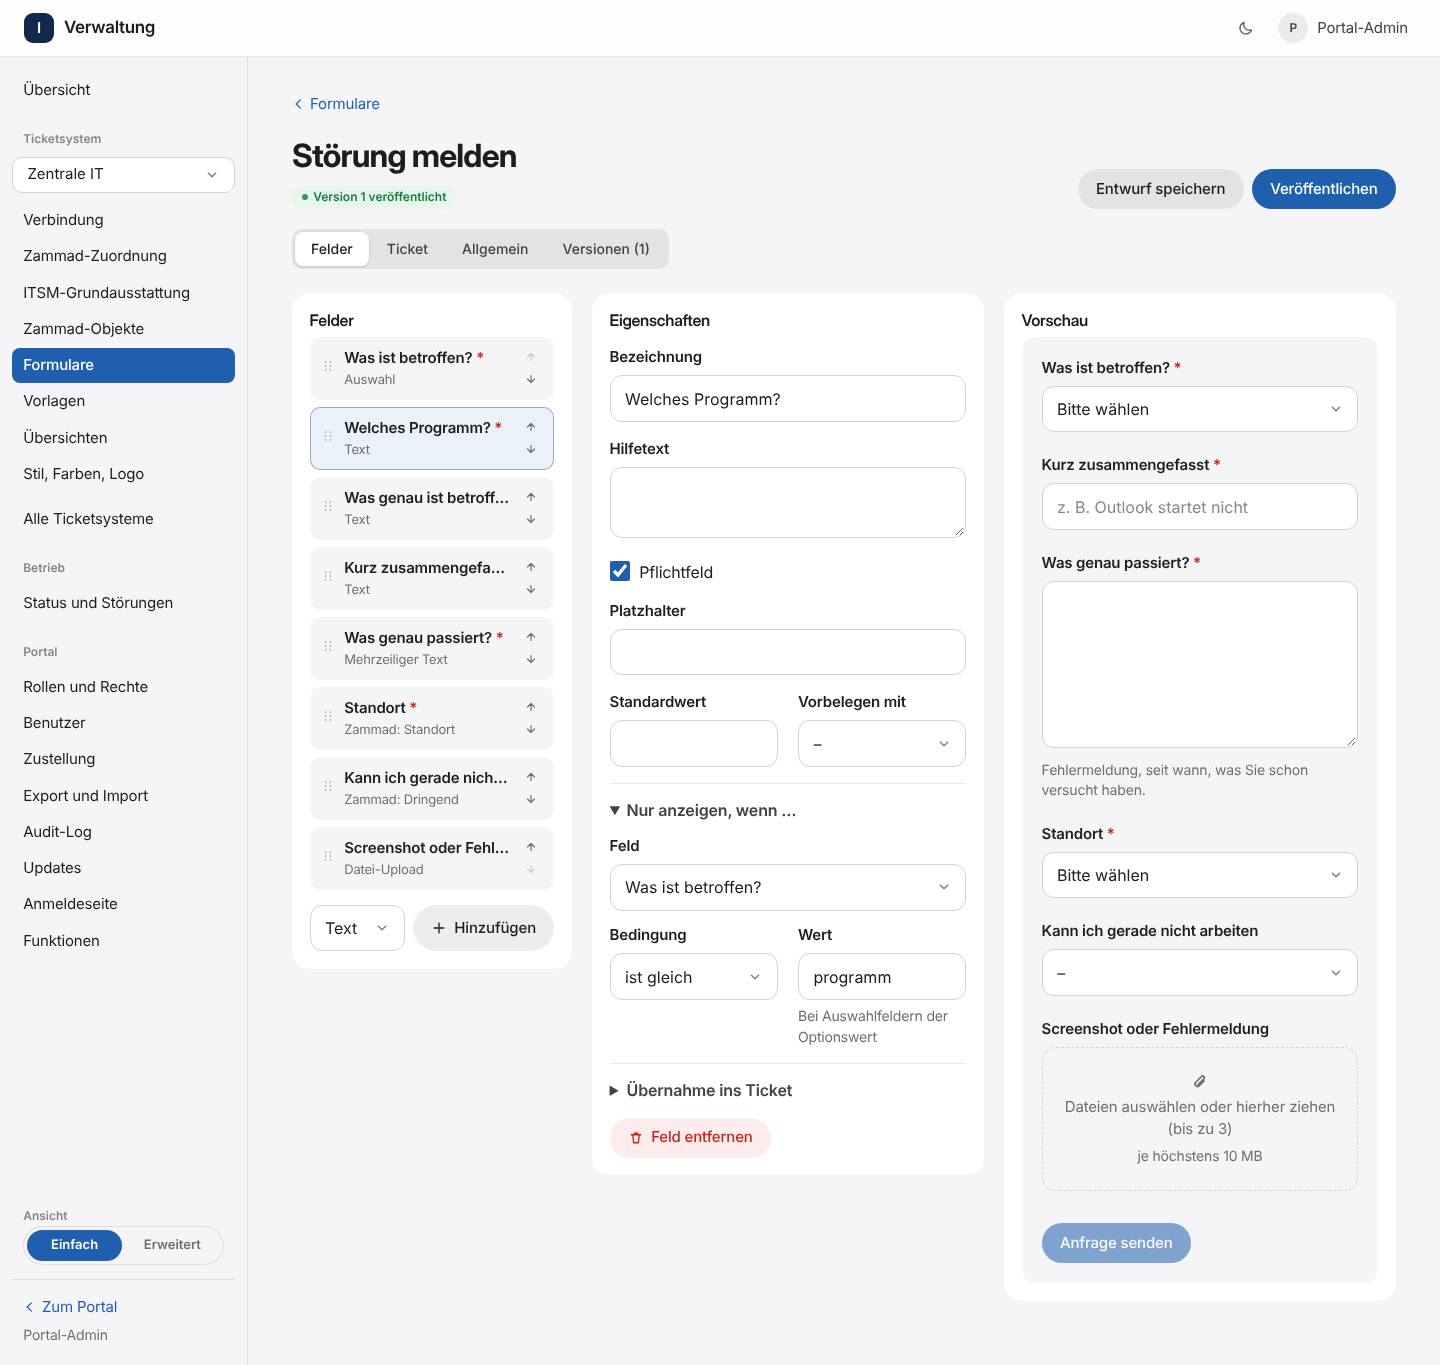 I
Verwaltung
P
Portal-Admin
Übersicht
Ticketsystem
Zentrale IT
Verbindung
Zammad-Zuordnung
ITSM-Grundausstattung
Zammad-Objekte
Formulare
Vorlagen
Übersichten
Stil, Farben, Logo
Alle Ticketsysteme
Betrieb
Status und Störungen
Portal
Rollen und Rechte
Benutzer
Zustellung
Export und Import
Audit-Log
Updates
Anmeldeseite
Funktionen
Ansicht
Einfach
Erweitert
Zum Portal
Portal-Admin
Formulare
Störung melden
Version 1 veröffentlicht
Entwurf speichern
Veröffentlichen
Felder
Ticket
Allgemein
Versionen (1)
Felder
Was ist betroffen? *
Auswahl
Welches Programm? *
Text
Was genau ist betroff...
Text
Kurz zusammengefa...
Text
Was genau passiert? *
Mehrzeiliger Text
Standort *
Zammad: Standort
Kann ich gerade nich...
Zammad: Dringend
Screenshot oder Fehl...
Datei-Upload
Text
Hinzufügen
Eigenschaften
Bezeichnung
Welches Programm?
Hilfetext
Pflichtfeld
Platzhalter
Standardwert
Vorbelegen mit
–
Nur anzeigen, wenn ...
Feld
Was ist betroffen?
Bedingung
Wert
ist gleich
programm
Bei Auswahlfeldern der
Optionswert
Übernahme ins Ticket
Feld entfernen
Vorschau
Was ist betroffen? *
Bitte wählen
Kurz zusammengefasst *
z. B. Outlook startet nicht
Was genau passiert? *
Fehlermeldung, seit wann, was Sie schon
versucht haben.
Standort *
Bitte wählen
Kann ich gerade nicht arbeiten
–
Screenshot oder Fehlermeldung
Dateien auswählen oder hierher ziehen
(bis zu 3)
je höchstens 10 MB
Anfrage senden